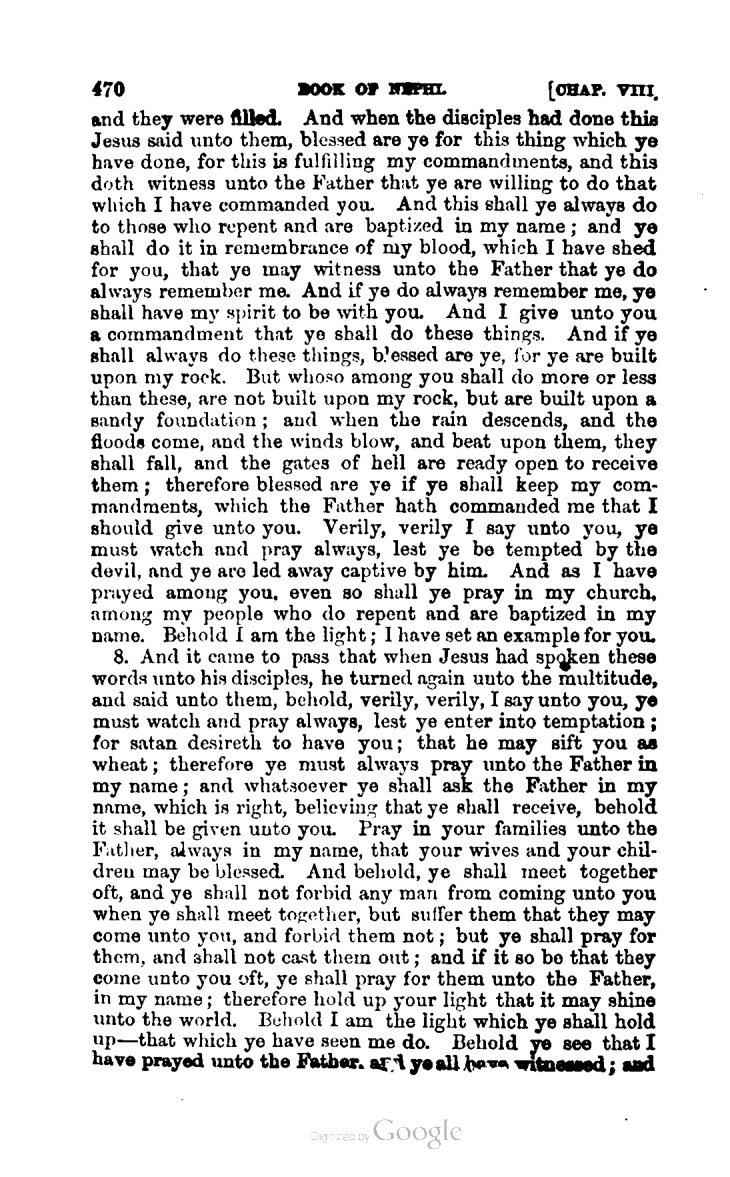 470 BOOK OF NEPHI. [CHAP. VIII.
and they were filled. And when the disciples had done this
Jesus said unto them, blessed are ye for this thing which ye
have done, for this is fulfilling my commandments, and this
doth witness unto the Father that ye are willing to do that
which I have commanded you. And this shall ye always do
to those who repent and are baptized in my name; and ye
shall do it in remembrance of my blood, which I have shed
for you, that ye may witness unto the Father that ye do
always remember me. And if ye do always remember me, ye
shall have my spirit to be with you. And I give unto you
a commandment that ye shall do these things. And if ye
shall always do these things, blessed are ye, for ye are built
upon my rock. But whoso among you shall do more or less
than these, are not built upon my rock, but are built upon a
sandy foundation; and when the rain descends, and the
floods come, and the winds blow, and beat upon them, they
shall fall, and the gates of hell are ready open to receive
them; therefore blessed are ye if ye shall keep my com-
mandments, which the Father hath commanded me that I
should give unto you. Verily, verily I say unto you, ye
must watch and pray always, lest ye be tempted by the
devil, and ye are led away captive by him. And as I have
prayed among you, even so shall ye pray in my church,
among my people who do repent and are baptized in my
name. Behold I am the light; I have set an example for you.
8. And it came to pass that when Jesus had spoken these
words unto his disciples, he turned again unto the multitude,
and said unto them, behold, verily, verily, I say unto you, ye
must watch and pray always, lest ye enter into temptation;
for satan desireth to have you; that he may sift you as
wheat; therefore ye must always pray unto the Father in
my name; and whatsoever ye shall ask the Father in my
name, which is right, believing that ye shall receive, behold
it shall be given unto you. Pray in your families unto the
Father, always in my name, that your wives and your chil-
dren may be blessed. And behold, ye shall meet together
oft, and ye shall not forbid any man from coming unto you
when ye shall meet together, but suffer them that they may
come unto you, and forbid them not; but ye shall pray for
them, and shall not cast them out; and if it so be that they
come unto you oft, ye shall pray for them unto the Father,
in my name; therefore hold up your light that it may shine
unto the world. Behold I am the light which ye shall hold
up—that which ye have seen me do. Behold ye see that I
have prayed unto the Father, and ye all have witnessed; and
Digitized by Google